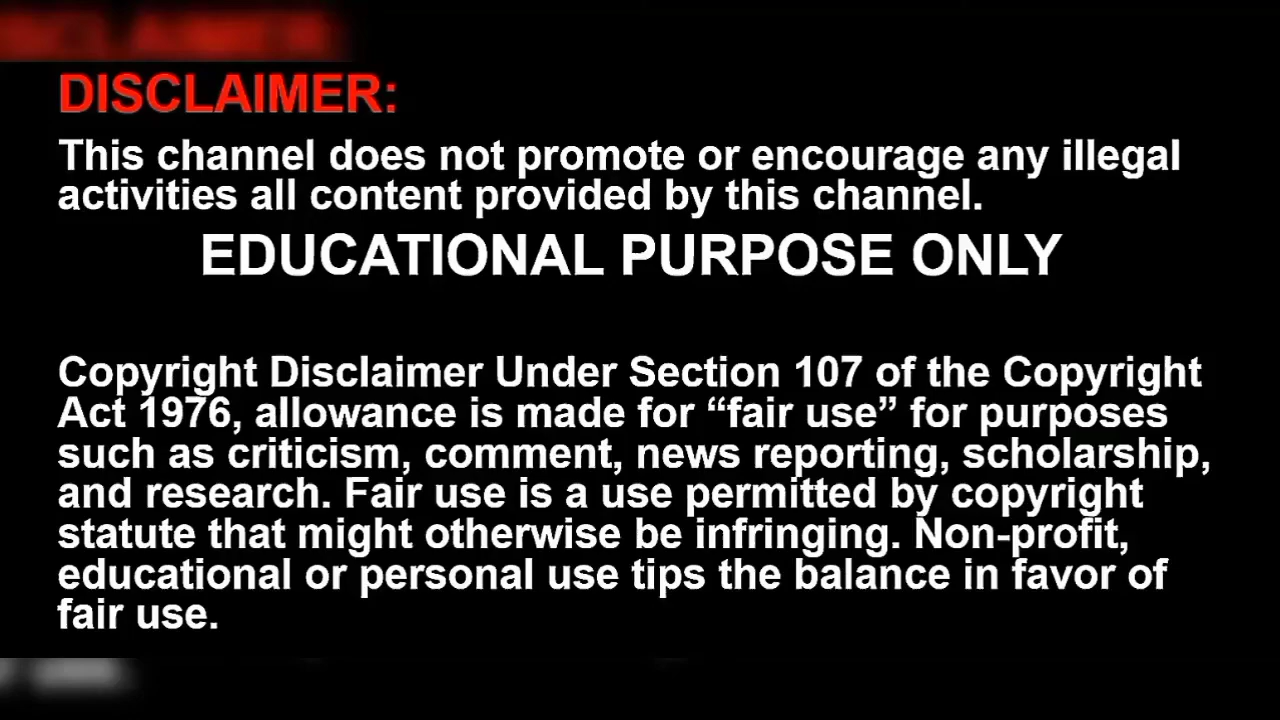 DISCLAIMER:
This channel does not promote or encourage any illegal
activities all content provided by this channel.
EDUCATIONAL PURPOSE ONLY
Copyright Disclaimer Under Section 107 of the Copyright
Act 1976, allowance is made for “fair use” for purposes
such as criticism, comment, news reporting, scholarship,
and research. Fair use is a use permitted by copyright
statute that might otherwise be infringing. Non-profit,
educational or personal use tips the balance in favor of
fair use.